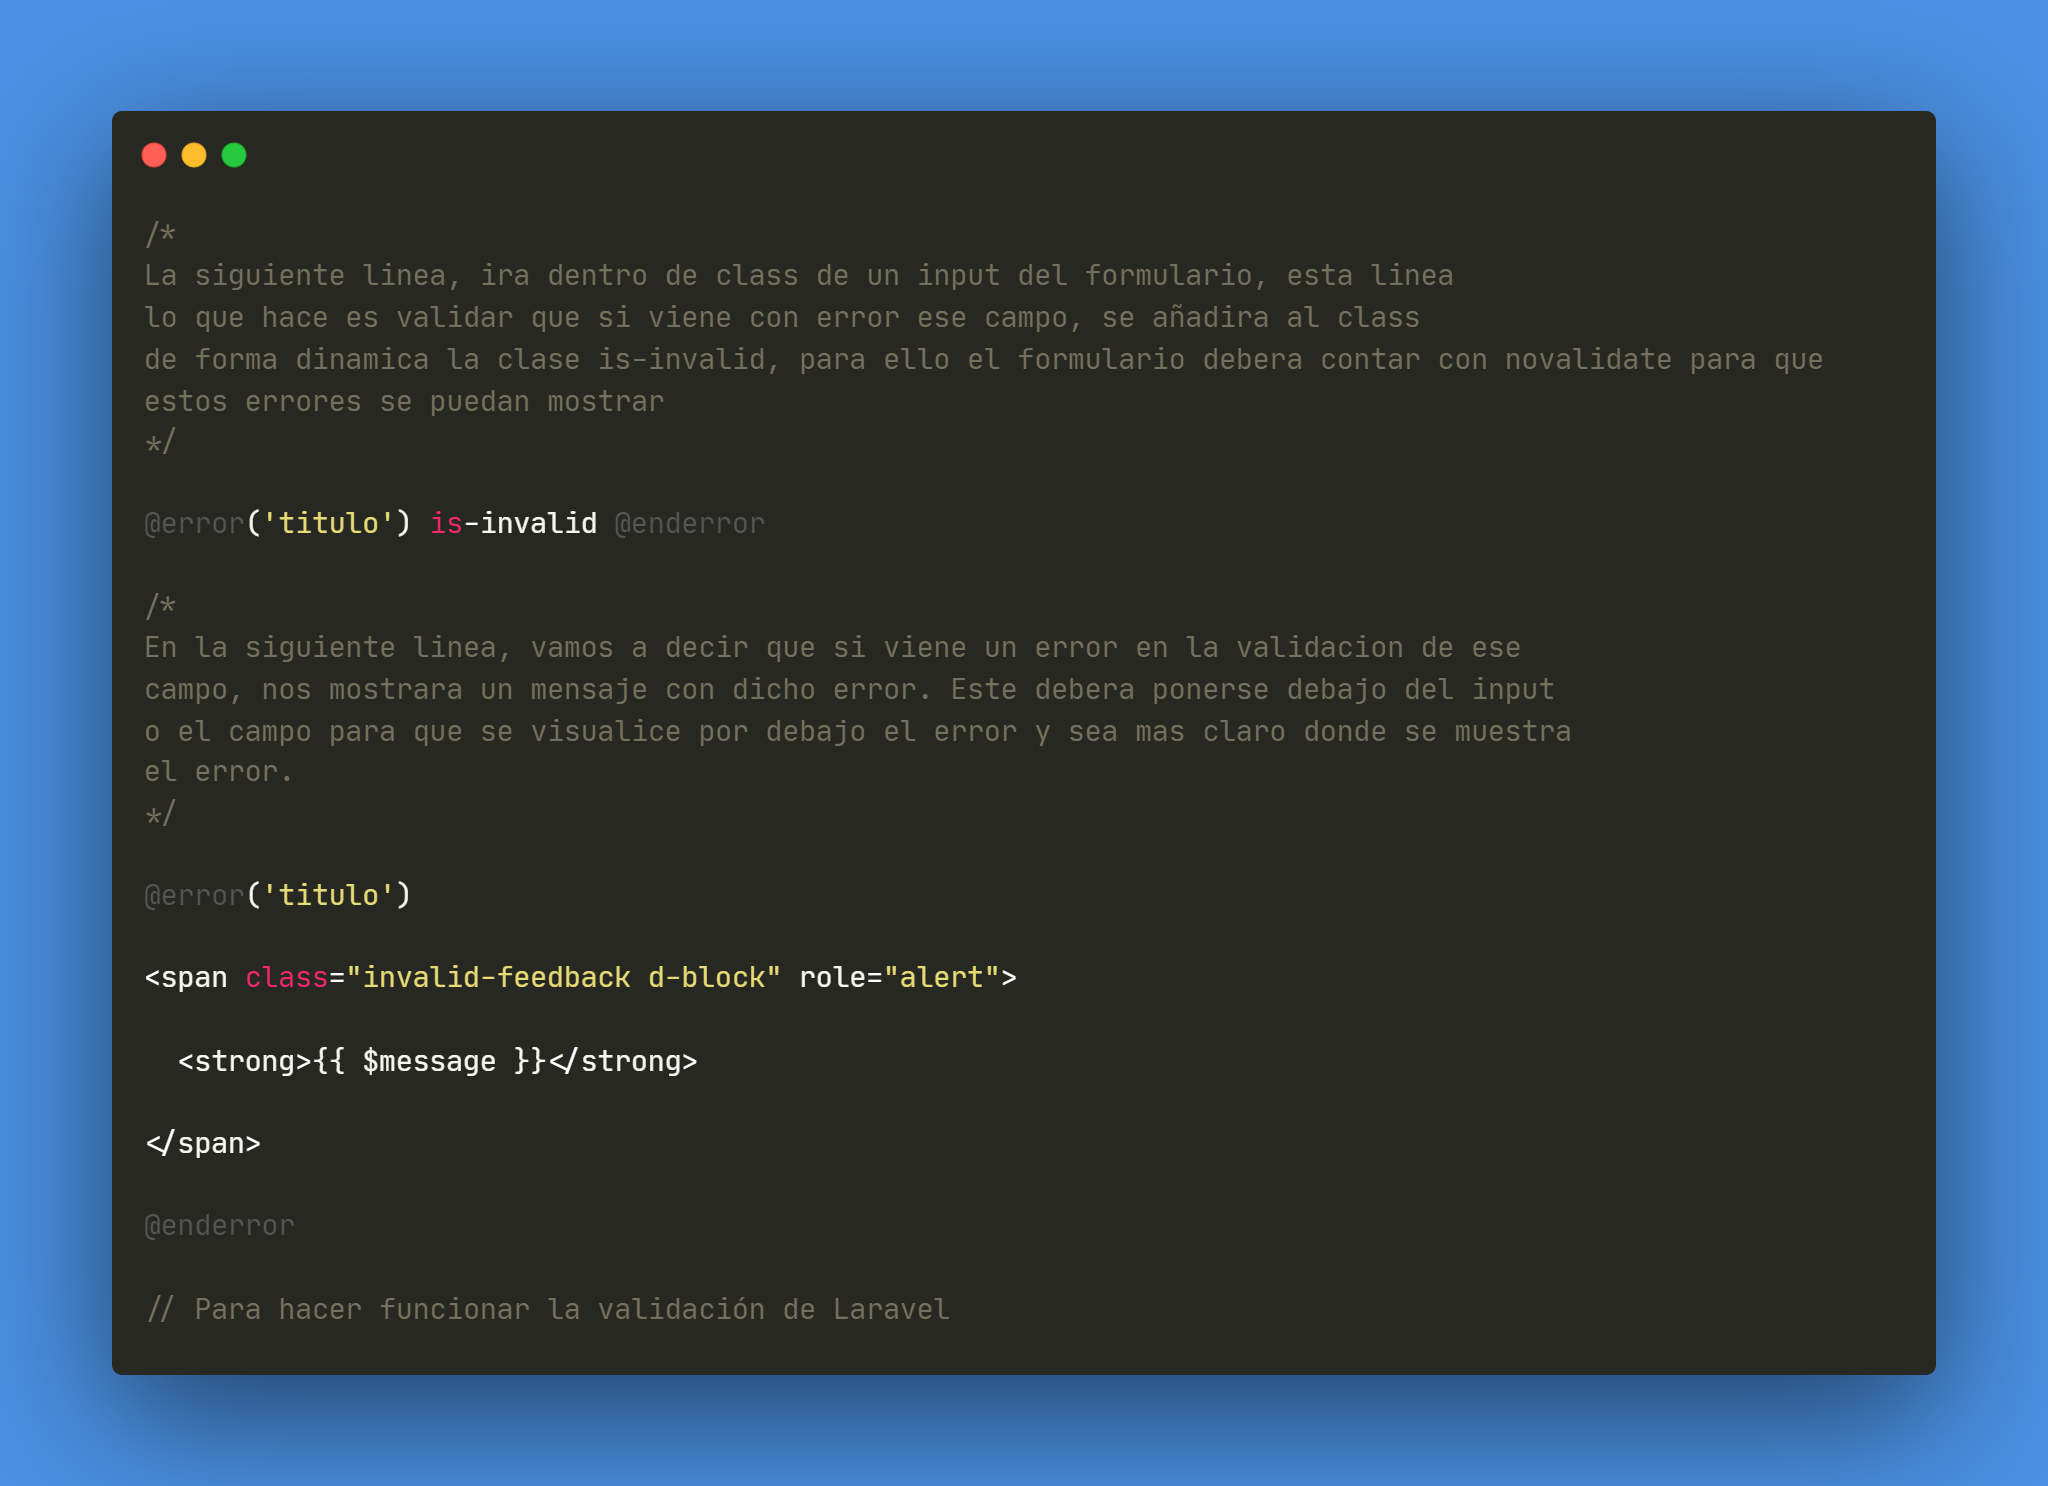 /*
La siguiente linea, ira dentro de class de un input del formulario, esta linea
lo que hace es validar que si viene con error ese campo, se añadira al class
de forma dinamica la clase is-invalid, para ello el formulario debera contar con novalidate para que
estos errores se puedan mostrar
*/
@error('titulo') is-invalid @enderror
/*
En la siguiente linea, vamos a decir que si viene un error en la validacion de ese
campo, nos mostrara un mensaje con dicho error. Este debera ponerse debajo del input
o el campo para que se visualice por debajo el error y sea mas claro donde se muestra
el error.
*/
@error('titulo')
<span class="invalid-feedback d-block" role="alert">
<strong>{{ $message }}</strong>
</span>
@enderror
// Para hacer funcionar la validación de Laravel